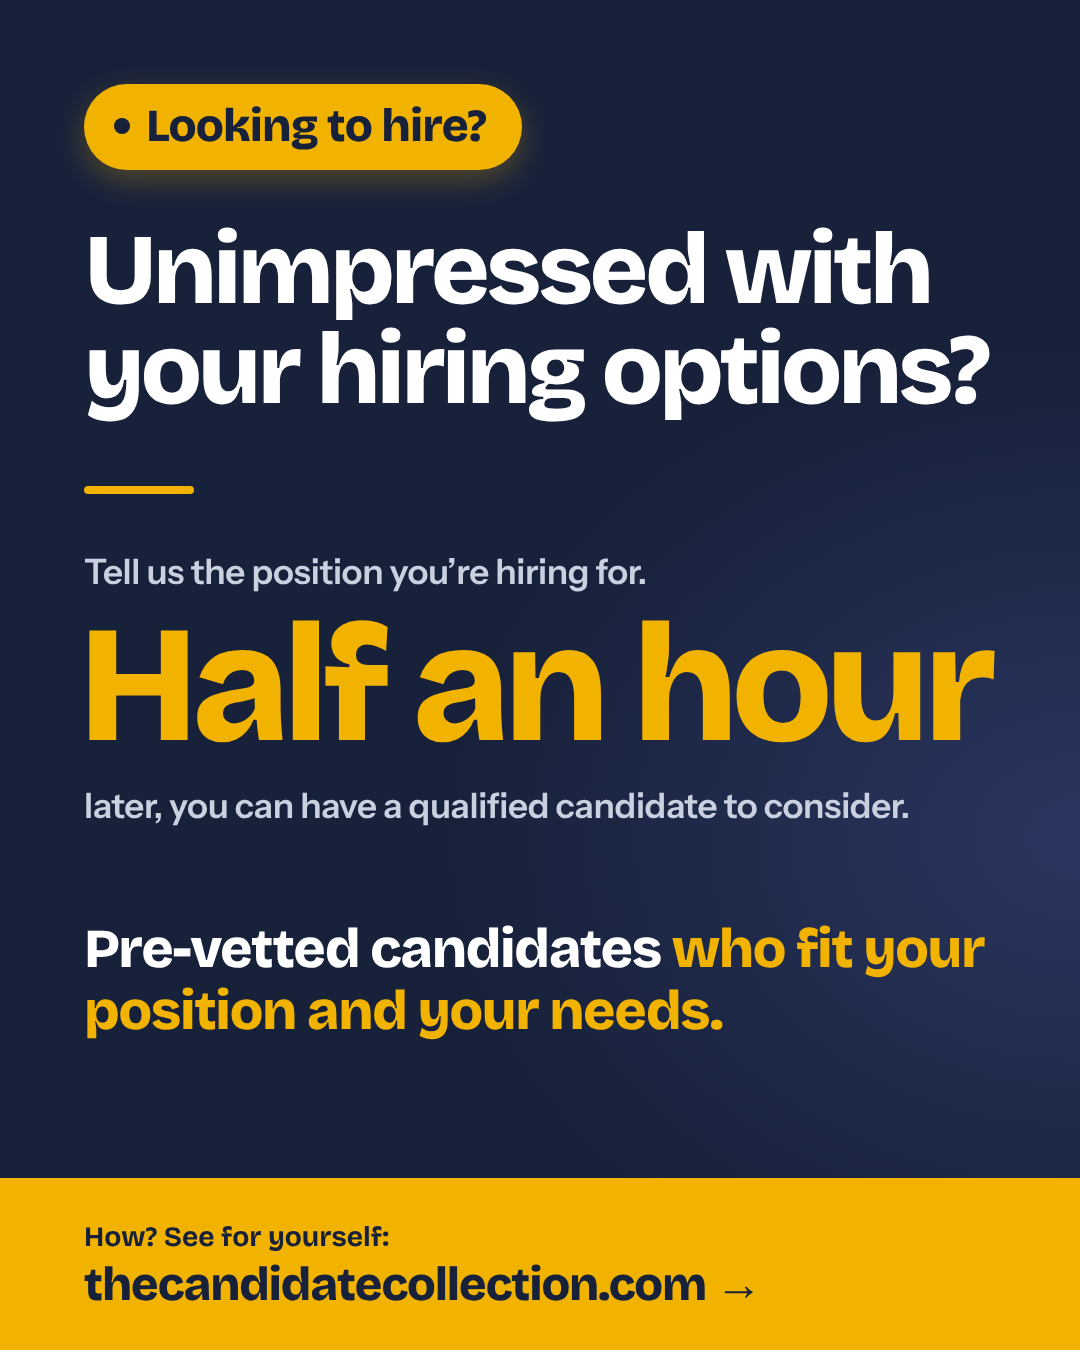 • Looking to hire?
Unimpressed with
your hiring options?
Tell us the position you’re hiring for.
Half an hour
later, you can have a qualified candidate to consider.
Pre-vetted candidates who fit your
position and your needs.
How? See for yourself:
thecandidatecollection.com →